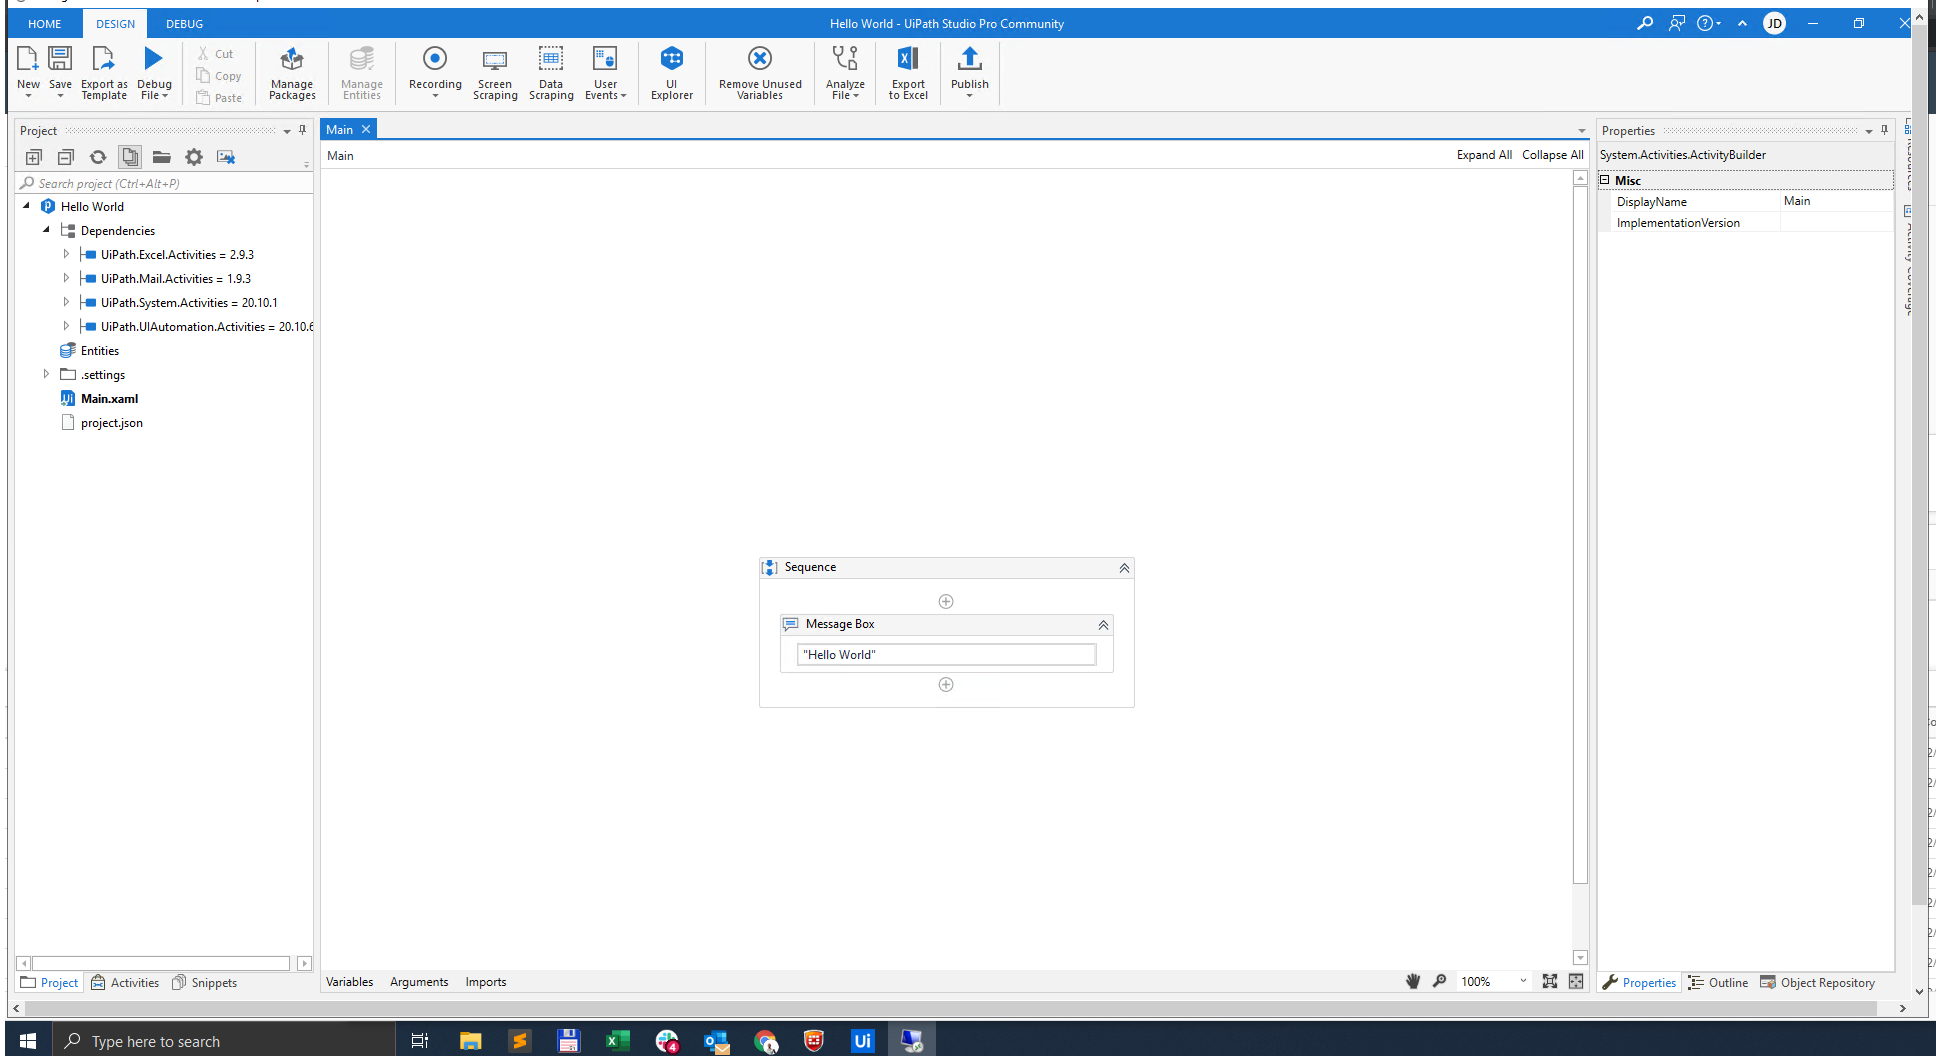 HOME DESIGN DEBUG Hello World - UiPath Studio Pro Community JD
New Save Export as Template Debug File Cut Copy Paste Manage Packages Manage Entities Recording Screen Scraping Data Scraping User Events UI Explorer Remove Unused Variables Analyze File Export to Excel Publish
Project
Search project (Ctrl+Alt+P)
Hello World
Dependencies
UiPath.Excel.Activities = 2.9.3
UiPath.Mail.Activities = 1.9.3
UiPath.System.Activities = 20.10.1
UiPath.UIAutomation.Activities = 20.10.6
Entities
.settings
Main.xaml
project.json
Project Activities Snippets
Main
Main Expand All Collapse All
Sequence
Message Box
"Hello World"
Variables Arguments Imports 100%
Properties
System.Activities.ActivityBuilder
Misc
DisplayName Main
ImplementationVersion
Properties Outline Object Repository
Type here to search
4
Ui